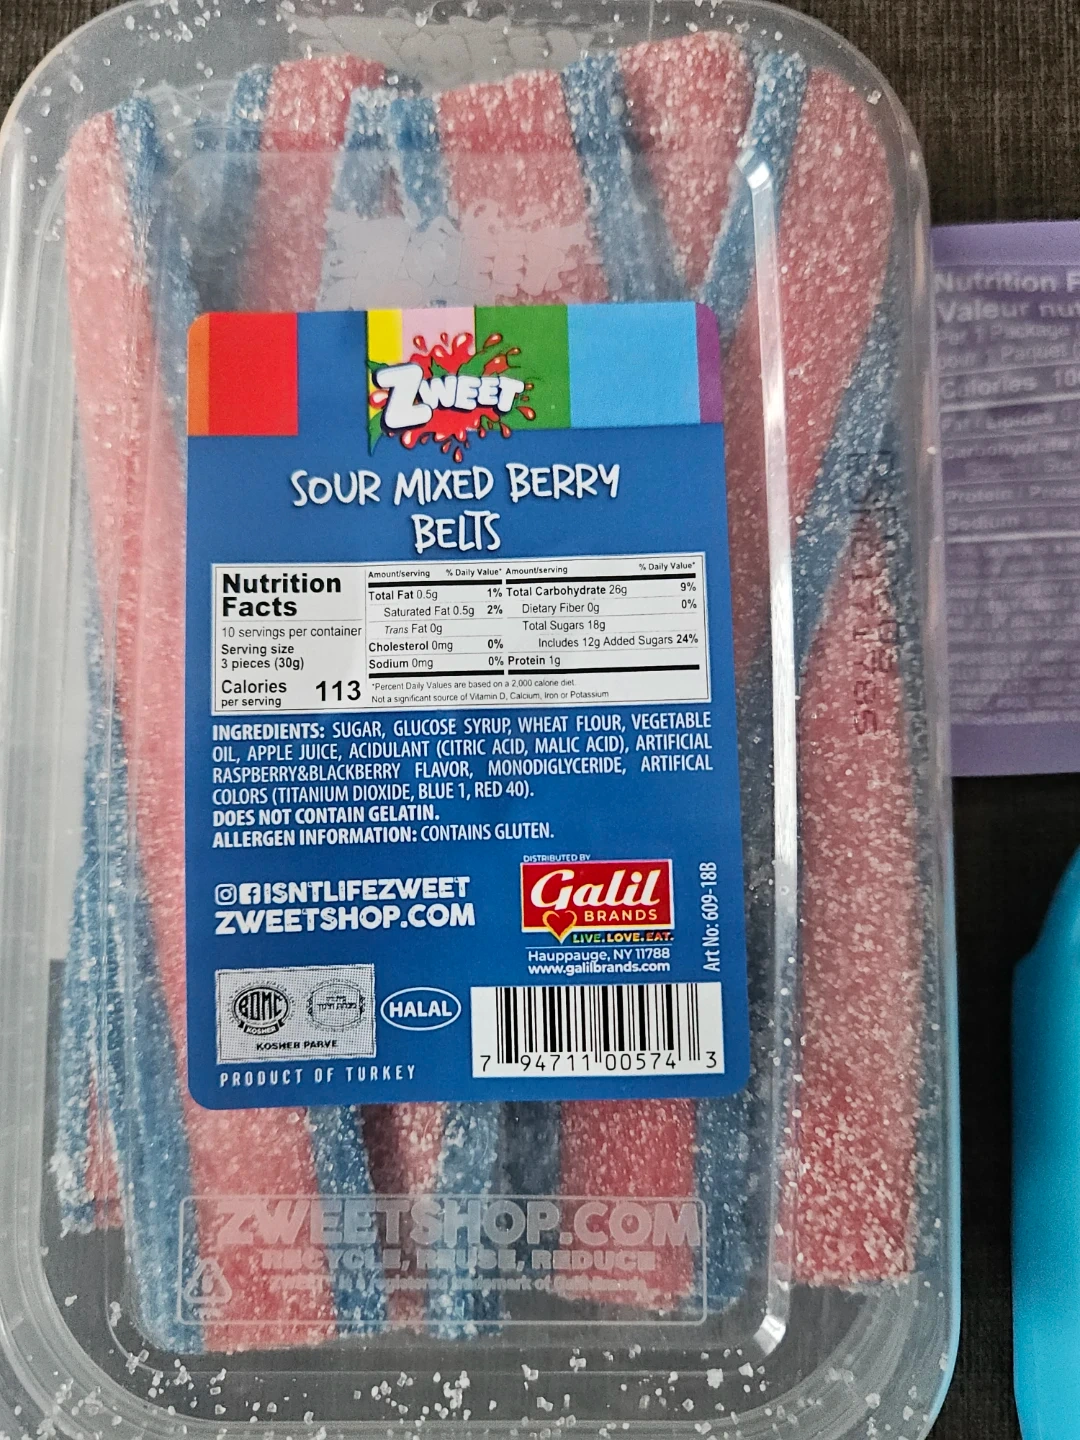 ZWEET
SOUR MIXED BERRY
BELTS
Nutrition
Facts
10 servings per container
Serving size
3 pieces (30g)
Calories 113
per serving
Amount/serving % Daily Value*
Total Fat 0.5g 1%
Saturated Fat 0.5g 2%
Trans Fat 0g
Cholesterol 0mg 0%
Sodium 0mg 0%
Amount/serving % Daily Value*
Total Carbohydrate 26g 9%
Dietary Fiber 0g 0%
Total Sugars 18g
Includes 12g Added Sugars 24%
Protein 1g
*Percent Daily Values are based on a 2,000 calorie diet.
Not a significant source of Vitamin D, Calcium, Iron or Potassium
INGREDIENTS: SUGAR, GLUCOSE SYRUP, WHEAT FLOUR, VEGETABLE
OIL, APPLE JUICE, ACIDULANT (CITRIC ACID, MALIC ACID), ARTIFICIAL
RASPBERRY&BLACKBERRY FLAVOR, MONODIGLYCERIDE, ARTIFICAL
COLORS (TITANIUM DIOXIDE, BLUE 1, RED 40).
DOES NOT CONTAIN GELATIN.
ALLERGEN INFORMATION: CONTAINS GLUTEN.
ISNTLIFEZWEET
ZWEETSHOP.COM
DISTRIBUTED BY
Galil
BRANDS
LIVE.LOVE.EAT.
Hauppauge, NY 11788
www.galilbrands.com
Art No: 609-18B
BDMC
KOSHER
KOSHER PARVE
HALAL
PRODUCT OF TURKEY
7 94711 00574 3
ZWEETSHOP.COM
RECYCLE, REUSE, REDUCE
Nutrition F
Valeur nut
Package
Calories 10
Protein
Sodium